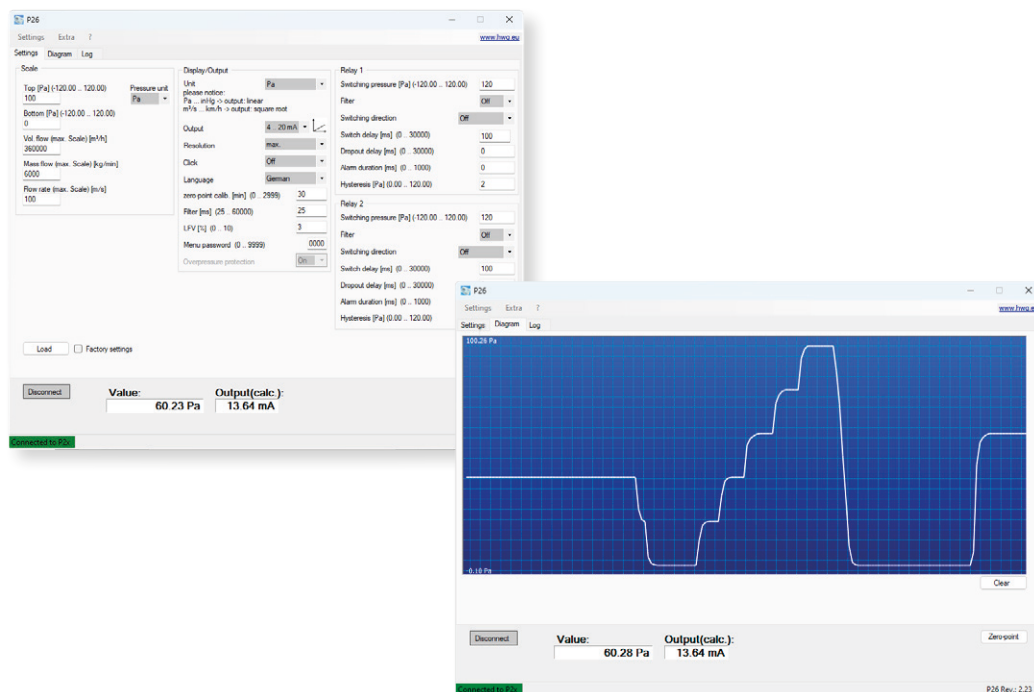 P26
Settings Extra ?
www.hwg.eu
Settings Diagram Log
Scale
Top [Pa] (-120.00 .. 120.00) Pressure unit
100 Pa
Bottom [Pa] (-120.00 .. 120.00)
0
Vol. flow (max. Scale) [m³/h]
360000
Mass flow (max. Scale) [kg/min]
6000
Flow rate (max. Scale) [m/s]
100
Display/Output
Unit Pa
please notice:
Pa ... inHg -> output: linear
m³/s ... km/h -> output: square root
Output 4 .. 20 mA
Resolution max.
Click Off
Language German
zero point calib. [min] (0 .. 2999) 30
Filter [ms] (25 .. 60000) 25
LFV [%] (0 .. 10) 3
Menu password (0 .. 9999) 0000
Overpressure protection On
Relay 1
Switching pressure [Pa] (-120.00 .. 120.00) 120
Filter Off
Switching direction Off
Switch delay [ms] (0 .. 30000) 100
Dropout delay [ms] (0 .. 30000) 0
Alarm duration [ms] (0 .. 1000) 0
Hysteresis [Pa] (0.00 .. 120.00) 2
Relay 2
Switching pressure [Pa] (-120.00 .. 120.00) 120
Filter Off
Switching direction Off
Switch delay [ms] (0 .. 30000) 100
Dropout delay [ms] (0 .. 30000)
Alarm duration [ms] (0 .. 1000)
Hysteresis [Pa] (0.00 .. 120.00)
Load Factory settings
Disconnect Value: Output(calc.):
60.23 Pa 13.64 mA
Connected to P2x
P26
Settings Extra ?
www.hwg.e
Settings Diagram Log
100.26 Pa
-0.10 Pa
Clear
Disconnect Value: Output(calc.): Zero-point
60.28 Pa 13.64 mA
Connected to P2x P26 Rev.: 2.23